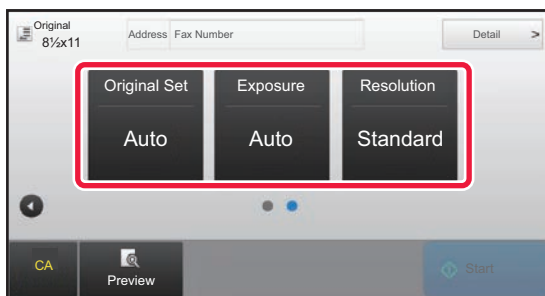 Original
8½x11
Address Fax Number
Detail >
Original Set
Auto
Exposure
Auto
Resolution
Standard
CA
Preview
Start